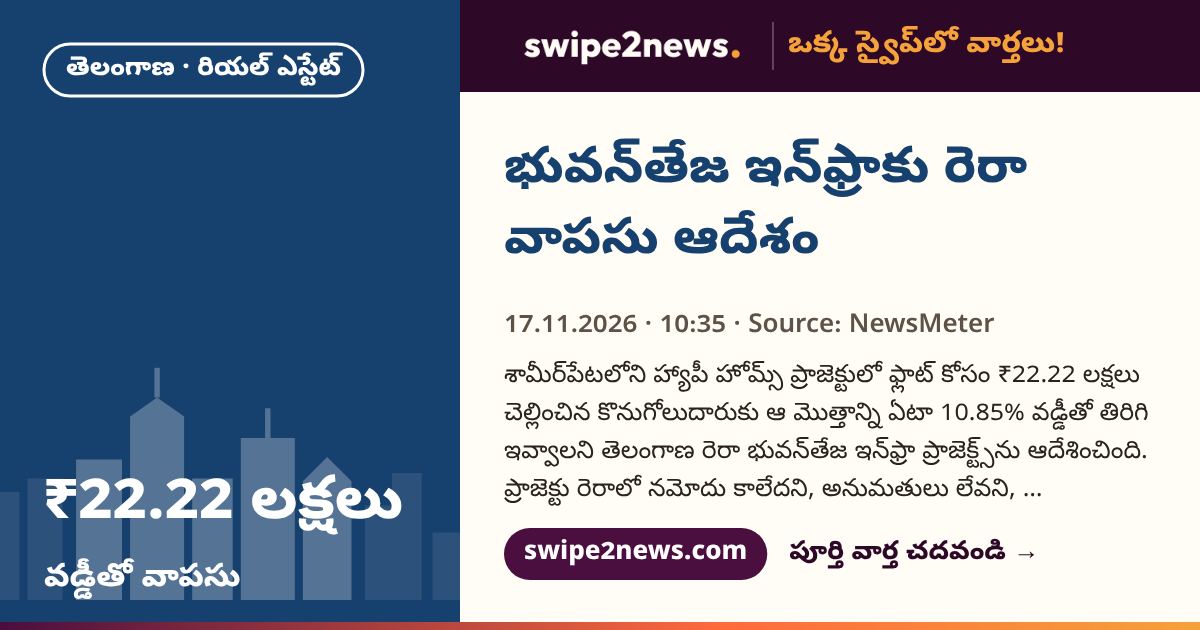 తెలంగాణ · రియల్ ఎస్టేట్
₹22.22 లక్షలు
వడ్డీతో వాపసు
swipe2news. ఒక్క స్వైప్‌లో వార్తలు!
భువన్‌తేజ ఇన్‌ఫ్రాకు రెరా
వాపసు ఆదేశం
17.11.2026 · 10:35 · Source: NewsMeter
శామీర్‌పేటలోని హ్యాపీ హోమ్స్ ప్రాజెక్టులో ఫ్లాట్ కోసం ₹22.22 లక్షలు
చెల్లించిన కొనుగోలుదారుకు ఆ మొత్తాన్ని ఏటా 10.85% వడ్డీతో తిరిగి
ఇవ్వాలని తెలంగాణ రెరా భువన్‌తేజ ఇన్‌ఫ్రా ప్రాజెక్ట్స్‌ను ఆదేశించింది.
ప్రాజెక్టు రెరాలో నమోదు కాలేదని, అనుమతులు లేవని, ...
swipe2news.com పూర్తి వార్త చదవండి →